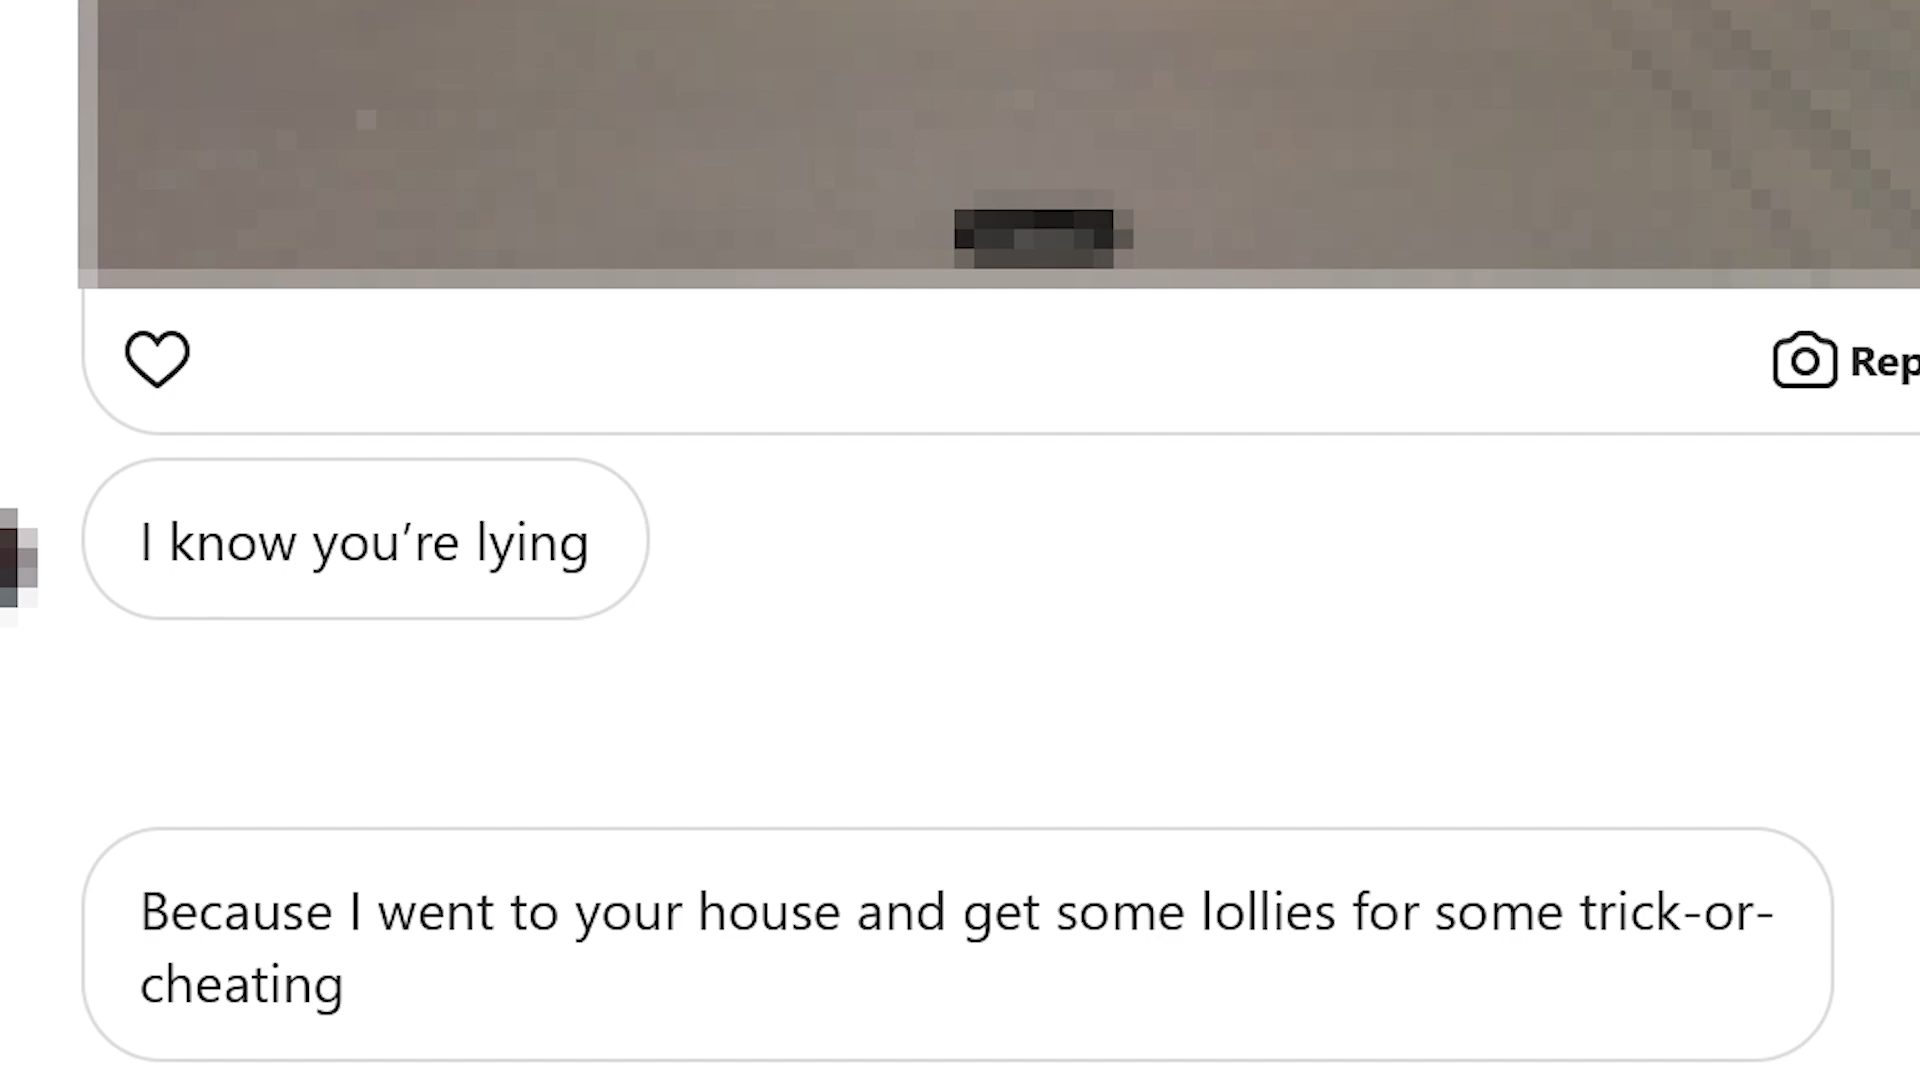 Rep
I know you’re lying
Because I went to your house and get some lollies for some trick-or-
cheating